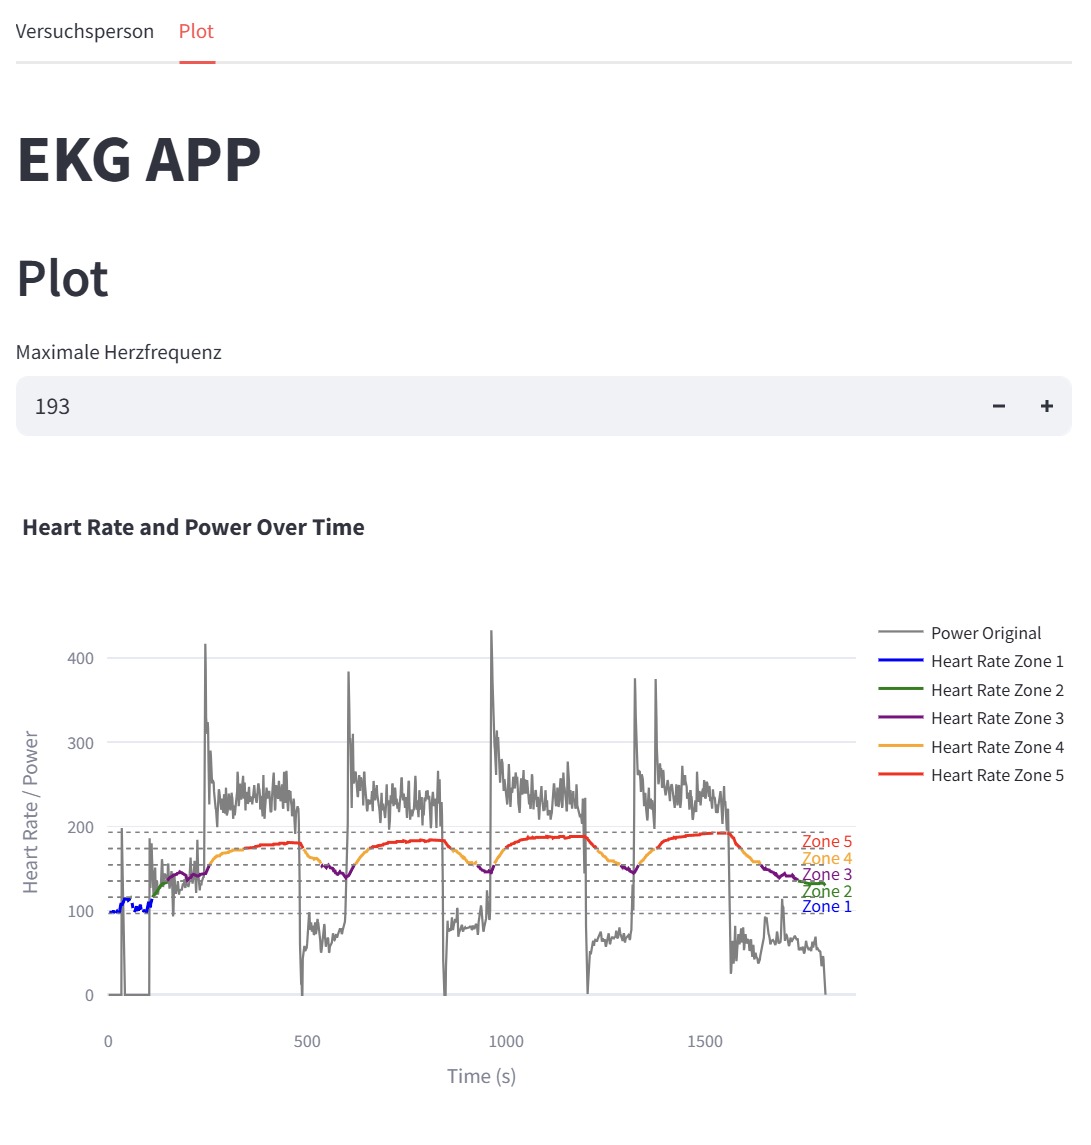 Versuchsperson Plot
EKG APP
Plot
Maximale Herzfrequenz
193 − +
Heart Rate and Power Over Time
Heart Rate / Power
400
300
200
100
0
Zone 5
Zone 4
Zone 3
Zone 2
Zone 1
0 500 1000 1500
Time (s)
Power Original
Heart Rate Zone 1
Heart Rate Zone 2
Heart Rate Zone 3
Heart Rate Zone 4
Heart Rate Zone 5